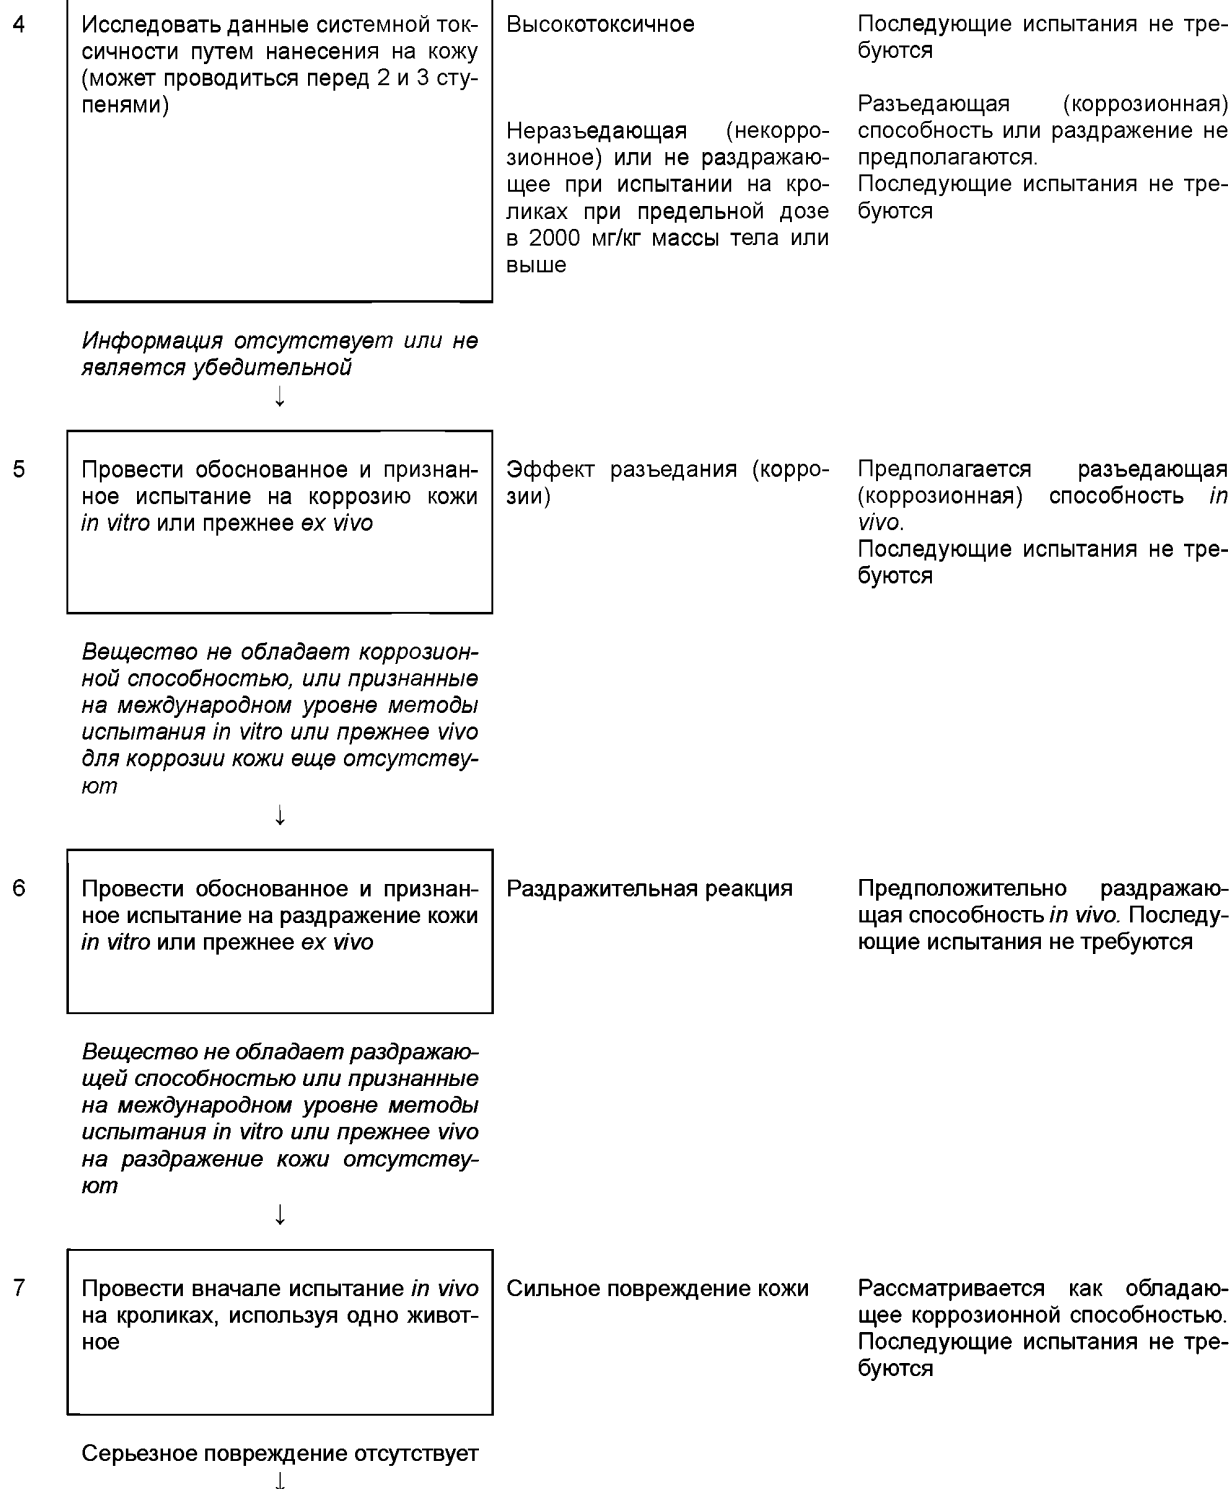 4
Исследовать данные системной ток-
сичности путем нанесения на кожу
(может проводиться перед 2 и 3 сту-
пенями)
Высокотоксичное
Последующие испытания не тре-
буются
Неразъедающая (некорро-
зионное) или не раздражаю-
щее при испытании на кро-
ликах при предельной дозе
в 2000 мг/кг массы тела или
выше
Разъедающая (коррозионная)
способность или раздражение не
предполагаются.
Последующие испытания не тре-
буются
Информация отсутствует или не
является убедительной
↓
5
Провести обоснованное и признан-
ное испытание на коррозию кожи
in vitro или прежнее ex vivo
Эффект разъедания (корро-
зии)
Предполагается разъедающая
(коррозионная) способность in
vivo.
Последующие испытания не тре-
буются
Вещество не обладает коррозион-
ной способностью, или признанные
на международном уровне методы
испытания in vitro или прежнее vivo
для коррозии кожи еще отсутству-
ют
↓
6
Провести обоснованное и признан-
ное испытание на раздражение кожи
in vitro или прежнее ex vivo
Раздражительная реакция
Предположительно раздражаю-
щая способность in vivo. Последу-
ющие испытания не требуются
Вещество не обладает раздражаю-
щей способностью или признанные
на международном уровне методы
испытания in vitro или прежнее vivo
на раздражение кожи отсутству-
ют
↓
7
Провести вначале испытание in vivo
на кроликах, используя одно живот-
ное
Сильное повреждение кожи
Рассматривается как обладаю-
щее коррозионной способностью.
Последующие испытания не тре-
буются
Серьезное повреждение отсутствует
↓